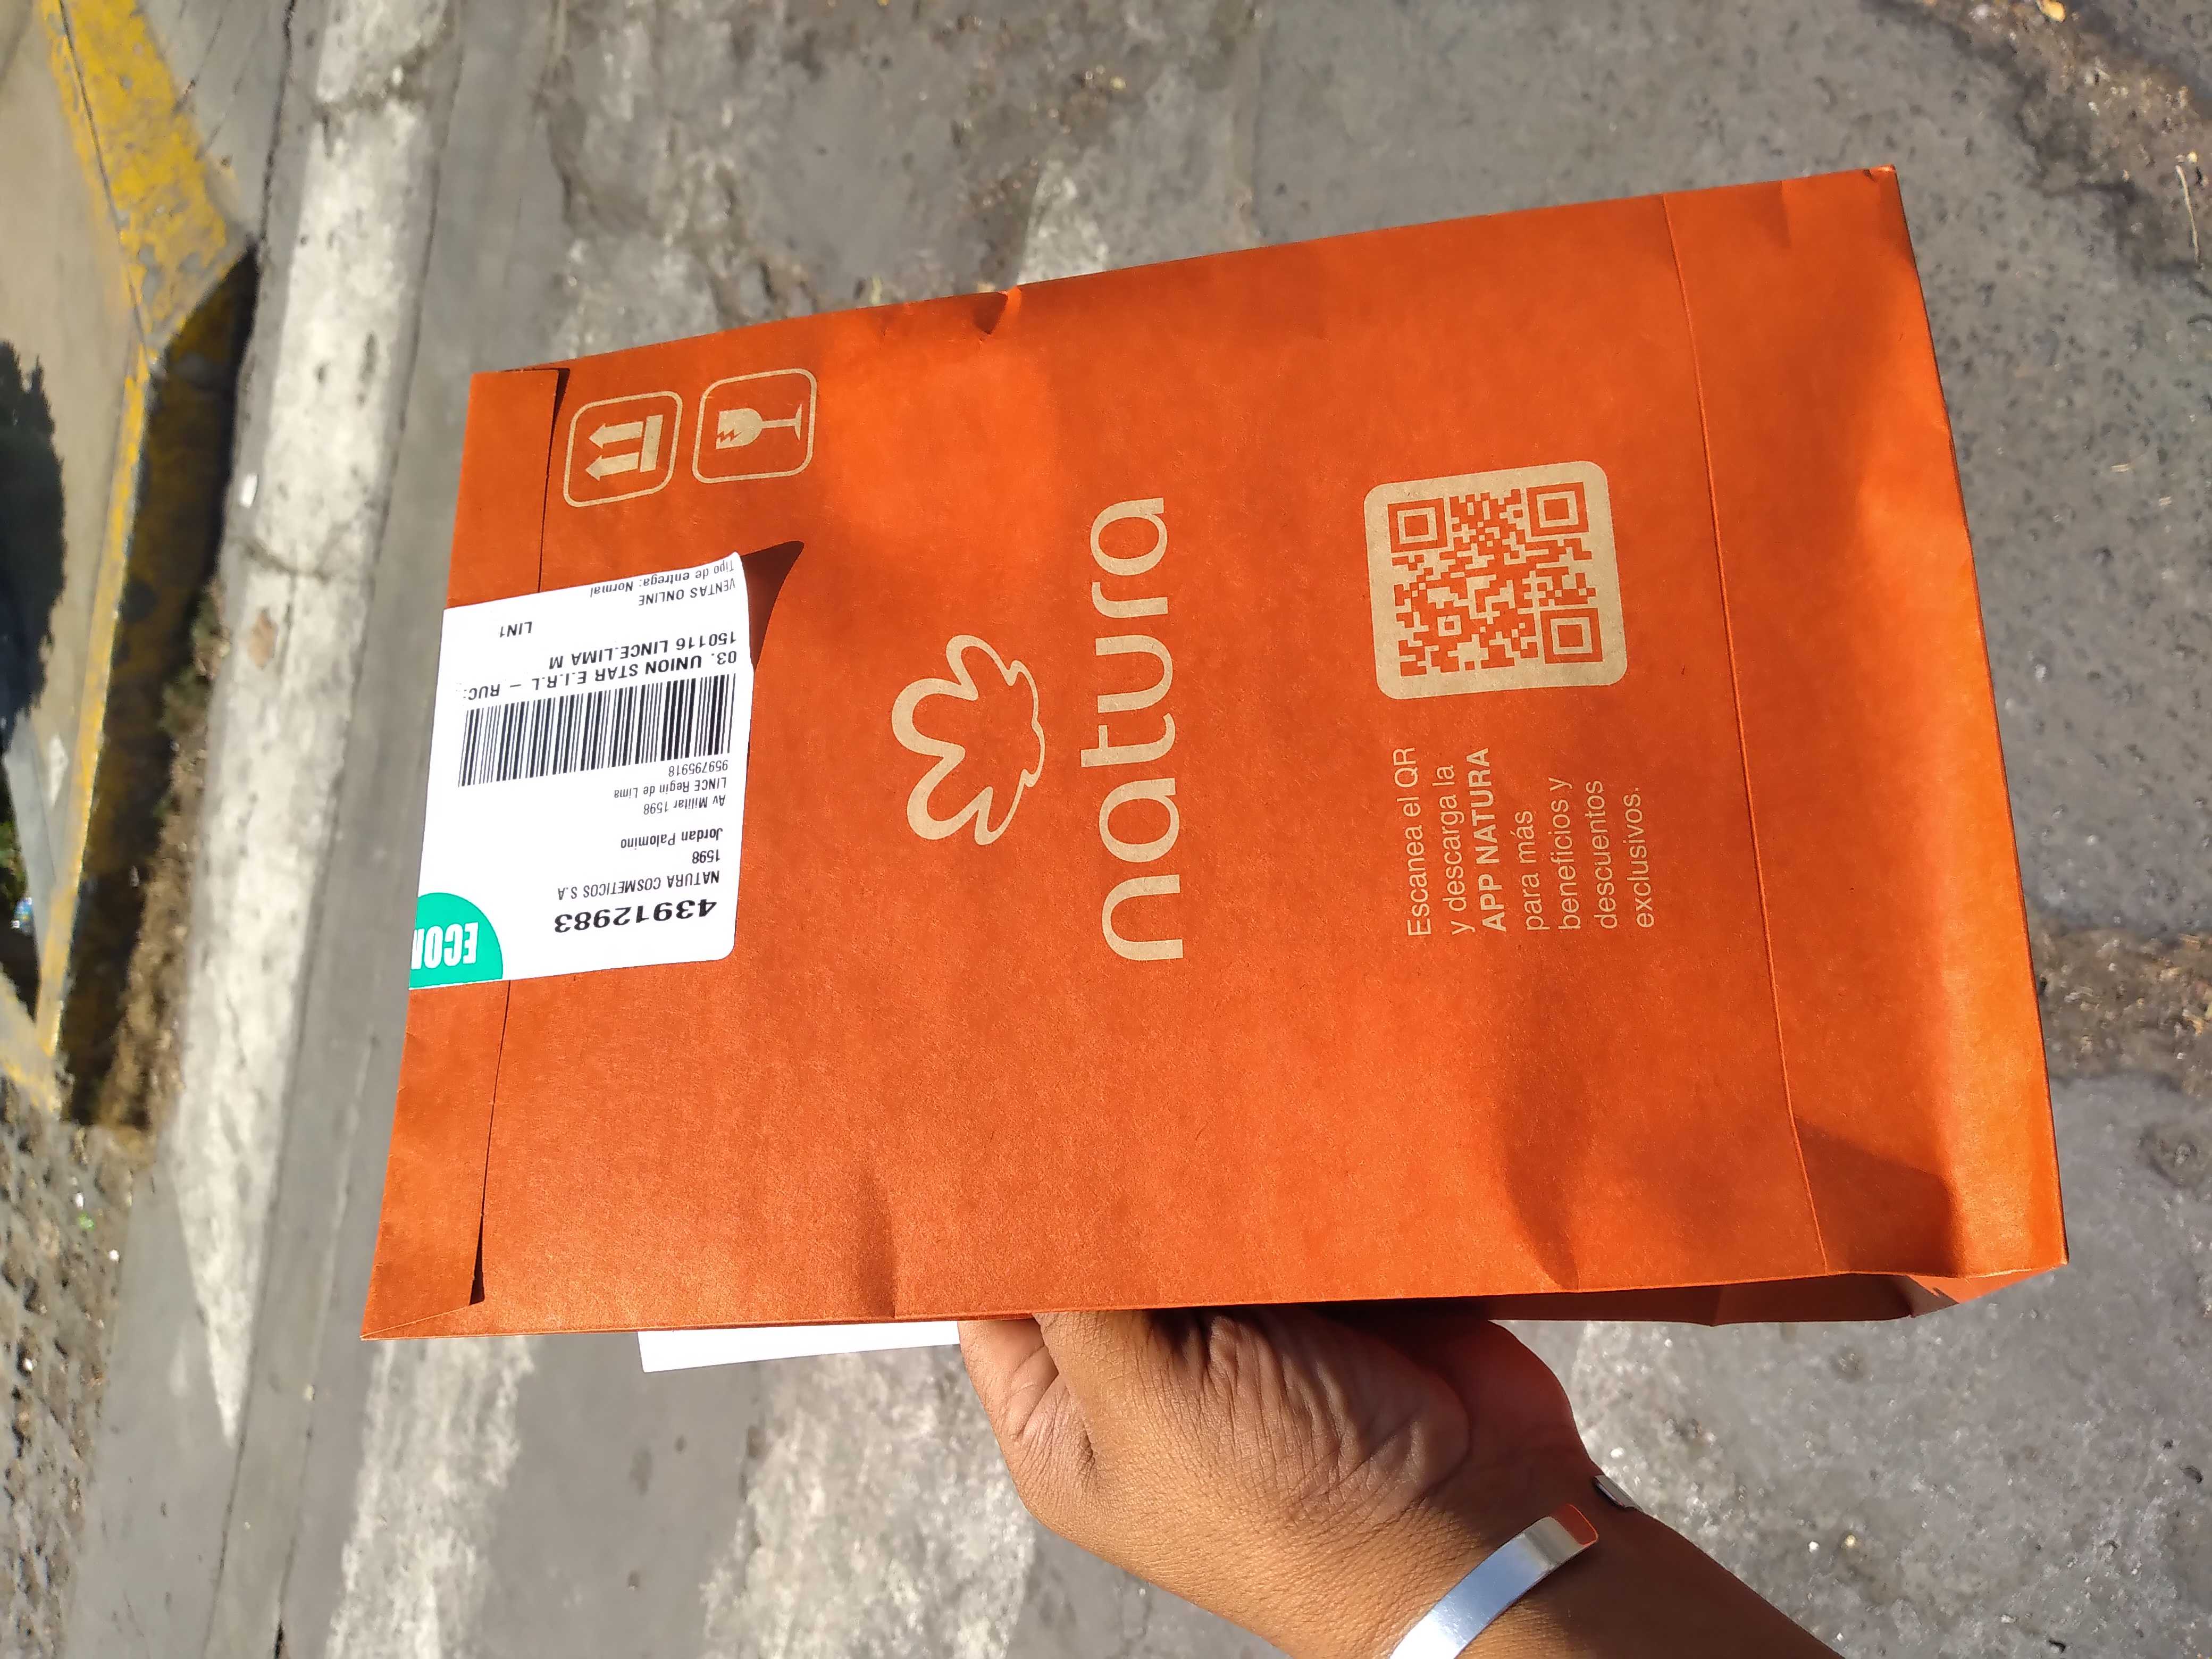 ECON
43912983
NATURA COSMETICOS S.A
1598
Jordan Palomino
Av Militar 1598
LINCE Regin de Lima
959795918
03. UNION STAR E.I.R.L - RUC:
150116 LINCE.LIMA M
LIN1
VENTAS ONLINE
Tipo de entrega: Normal
natura
Escanea el QR
y descarga la
APP NATURA
para más
beneficios y
descuentos
exclusivos.